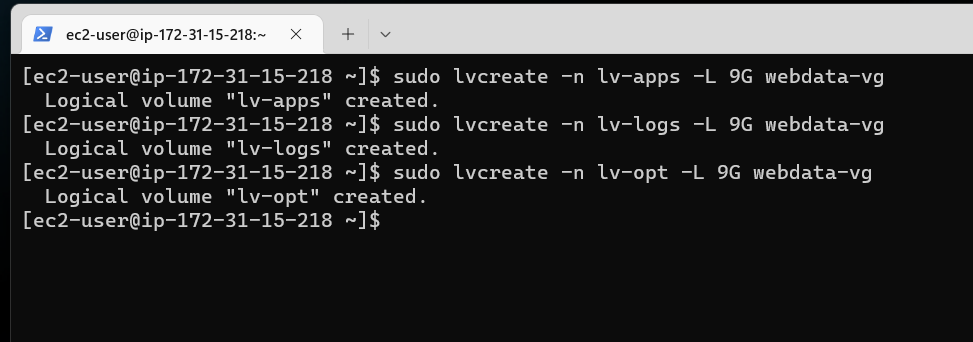 ec2-user@ip-172-31-15-218:~
[ec2-user@ip-172-31-15-218 ~]$ sudo lvcreate -n lv-apps -L 9G webdata-vg
  Logical volume "lv-apps" created.
[ec2-user@ip-172-31-15-218 ~]$ sudo lvcreate -n lv-logs -L 9G webdata-vg
  Logical volume "lv-logs" created.
[ec2-user@ip-172-31-15-218 ~]$ sudo lvcreate -n lv-opt -L 9G webdata-vg
  Logical volume "lv-opt" created.
[ec2-user@ip-172-31-15-218 ~]$